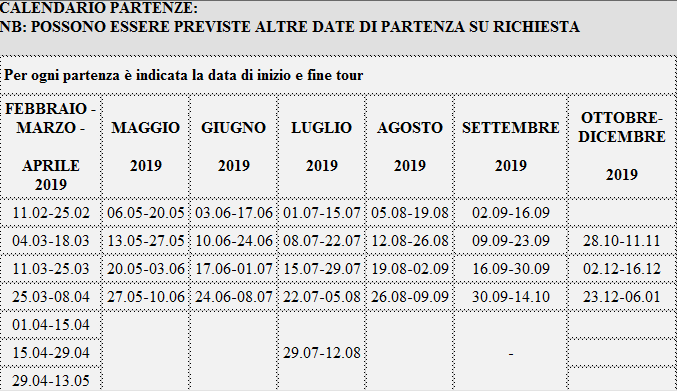 CALENDARIO PARTENZE:
NB: POSSONO ESSERE PREVISTE ALTRE DATE DI PARTENZA SU RICHIESTA
Per ogni partenza è indicata la data di inizio e fine tour
FEBBRAIO - MARZO - APRILE 2019 MAGGIO 2019 GIUGNO 2019 LUGLIO 2019 AGOSTO 2019 SETTEMBRE 2019 OTTOBRE-DICEMBRE 2019
11.02-25.02 06.05-20.05 03.06-17.06 01.07-15.07 05.08-19.08 02.09-16.09
04.03-18.03 13.05-27.05 10.06-24.06 08.07-22.07 12.08-26.08 09.09-23.09 28.10-11.11
11.03-25.03 20.05-03.06 17.06-01.07 15.07-29.07 19.08-02.09 16.09-30.09 02.12-16.12
25.03-08.04 27.05-10.06 24.06-08.07 22.07-05.08 26.08-09.09 30.09-14.10 23.12-06.01
01.04-15.04
15.04-29.04 29.07-12.08 -
29.04-13.05